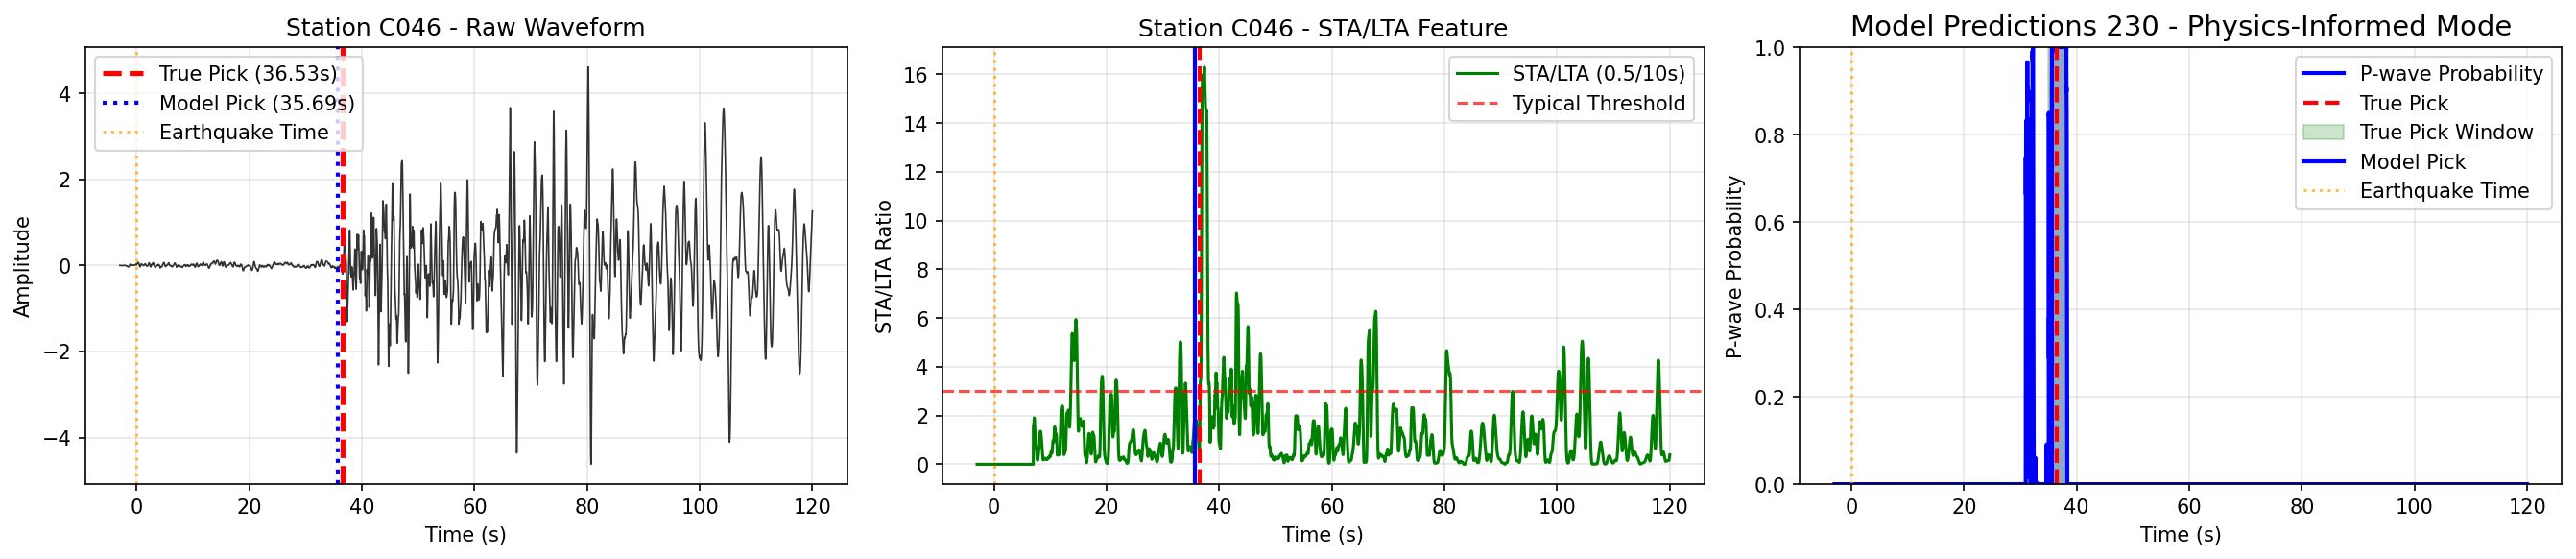 Station C046 - Raw Waveform
True Pick (36.53s)
Model Pick (35.69s)
Earthquake Time
Amplitude
4
2
0
−2
−4
0
20
40
60
80
100
120
Time (s)
Station C046 - STA/LTA Feature
STA/LTA (0.5/10s)
Typical Threshold
STA/LTA Ratio
16
14
12
10
8
6
4
2
0
0
20
40
60
80
100
120
Time (s)
Model Predictions 230 - Physics-Informed Mode
P-wave Probability
True Pick
True Pick Window
Model Pick
Earthquake Time
P-wave Probability
1.0
0.8
0.6
0.4
0.2
0.0
0
20
40
60
80
100
120
Time (s)